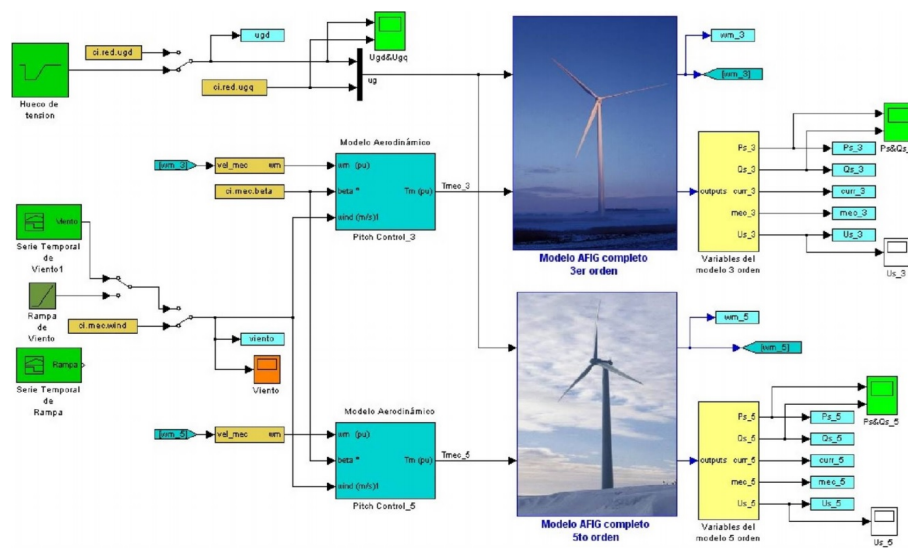 ci.red.ugd
ugd
Ugd&Ugq
Hueco de
tension
ci.red.ugq
ug
wm_3
[wm_3]
Modelo Aerodinámico
[wm_3]
vel_mec wm
wm (pu)
ci.mec.beta
beta º
Tm (pu)
Tmec_3
wind (m/s)1
Pitch Control_3
outputs
Ps_3
Qs_3
curr_3
mec_3
Us_3
Ps_3
Qs_3
curr_3
mec_3
Us_3
Ps&Qs_3
Us_3
Variables del
modelo 3 orden
Modelo AFIG completo
3er orden
Viento
Serie Temporal
de
Viento1
Rampa
de
Viento
ci.mec.wind
viento
Viento
Rampa
Serie Temporal
de
Rampa
wm_5
[wm_5]
Modelo Aerodinámico
[wm_5]
vel_mec wm
wm (pu)
beta º
Tm (pu)
Tmec_5
wind (m/s)1
Pitch Control_5
outputs
Ps_5
Qs_5
curr_5
mec_5
Us_5
Ps_5
Qs_5
curr_5
mec_5
Us_5
Ps&Qs_5
Us_5
Variables del
modelo 5 orden
Modelo AFIG completo
5to orden